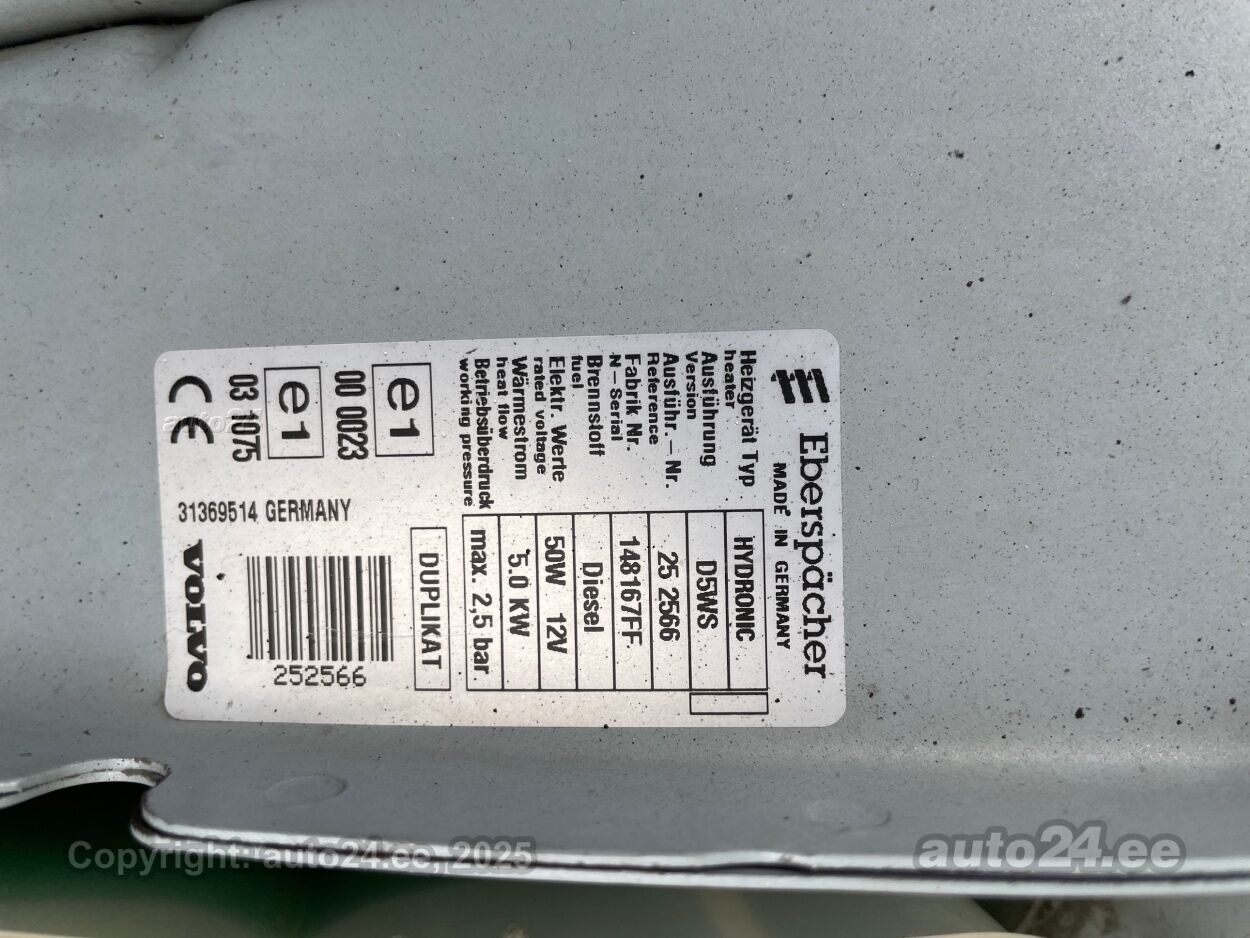 Eberspächer
MADE IN GERMANY
Heizgerät Typ
heater
HYDRONIC
Ausführung
Version
D5WS
Ausführ.-Nr.
Reference
25 2566
Fabrik Nr.
N-Serial
148167FF
Brennstoff
fuel
Diesel
Elektr. Werte
rated voltage
50W 12V
Wärmestrom
heat flow
5.0 KW
Betriebsüberdruck
working pressure
max. 2,5 bar
DUPLIKAT
e1
00 0023
e1
03 1075
CE
252566
31369514 GERMANY
VOLVO
auto24
Copyright: auto24.ee, 2025
auto24.ee